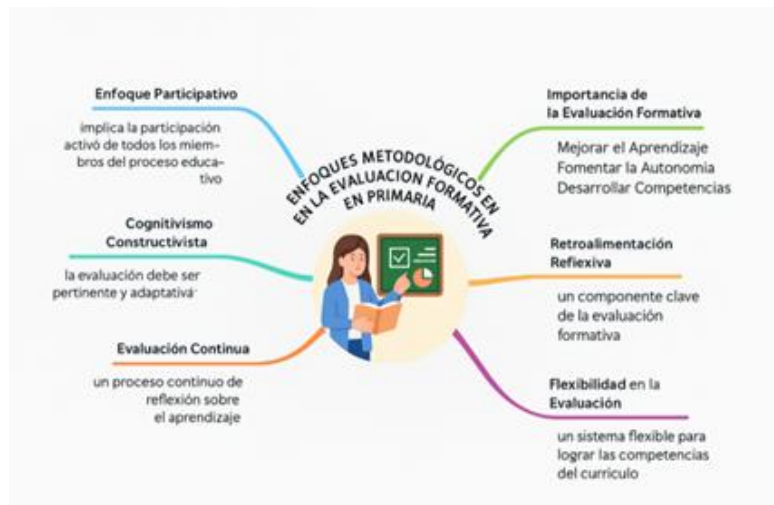 ENFOQUES METODOLÓGICOS EN
EN LA EVALUACION FORMATIVA
EN PRIMARIA
Enfoque Participativo
implica la participación
activó de todos los miem-
bros del proceso educa-
tivo
Cognitivismo
Constructivista
la evaluación debe ser
pertinente y adaptativa
Evaluación Continua
un proceso continuo de
reflexión sobre
el aprendizaje
Importancia de
la Evaluación Formativa
Mejorar el Aprendizaje
Fomentar la Autonomia
Desarrollar Competencias
Retroalimentación
Reflexiva
un componente clave
de la evaluación
formativa
Flexibilidad en la
Evaluación
un sistema flexible para
lograr las competencias
del curriculo